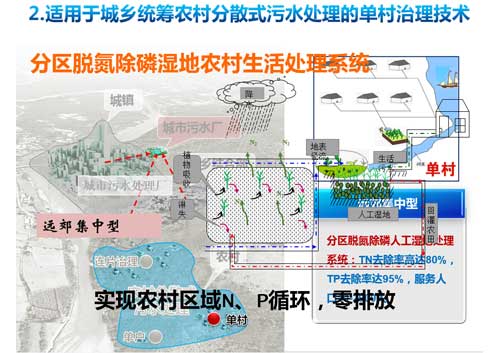 2.适用于城乡统筹农村分散式污水处理的单村治理技术
分区脱氮除磷湿地农村生活处理系统
城镇
降
城市污水厂
植物吸收
地表径流
生活
单村
城市污水处理厂
得失
人工湿地
回灌农田
远郊集中型
集中型
分区脱氮除磷人工湿地处理
系统：TN去除率高达80%，
TP去除率达95%，服务人
农村
连片治理
实现农村区域N、P循环，零排放
单村
单户